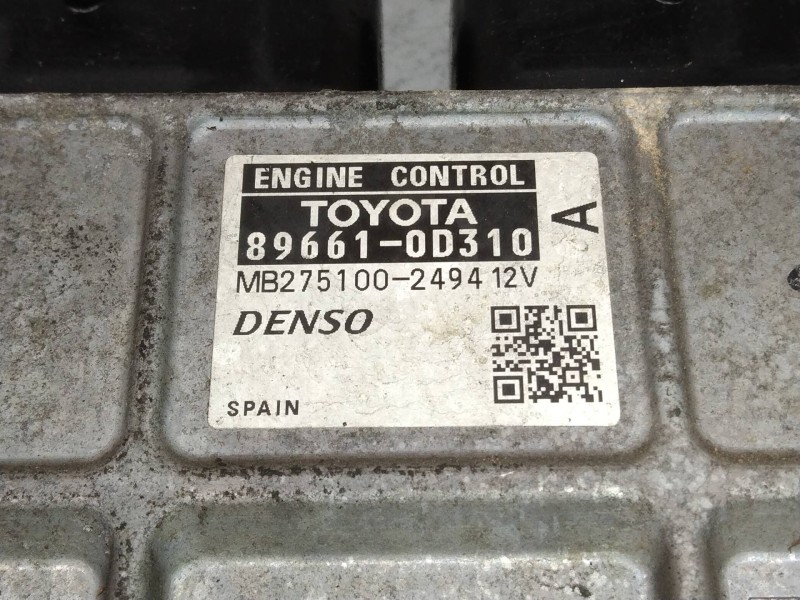 ENGINE CONTROL
TOYOTA
89661-0D310
A
MB275100-2494 12V
DENSO
SPAIN